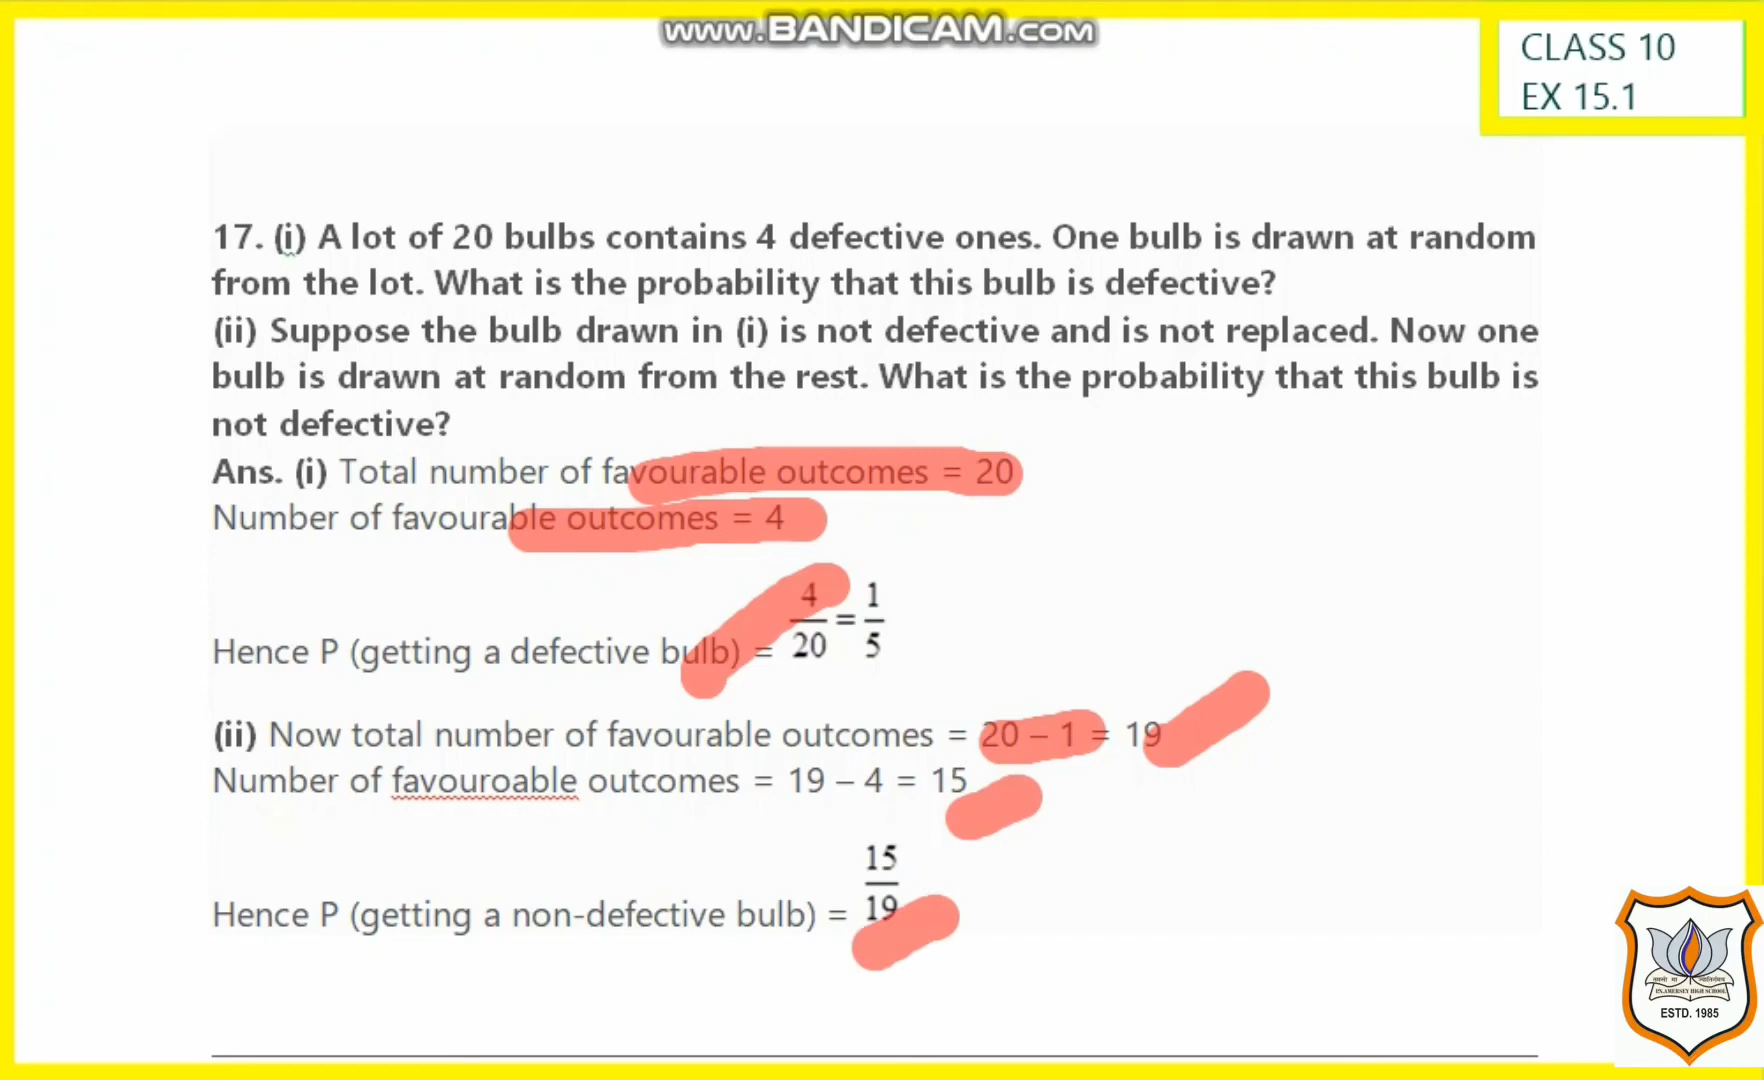 www.BANDICAM.com
CLASS 10
EX 15.1
17. (i) A lot of 20 bulbs contains 4 defective ones. One bulb is drawn at random
from the lot. What is the probability that this bulb is defective?
(ii) Suppose the bulb drawn in (i) is not defective and is not replaced. Now one
bulb is drawn at random from the rest. What is the probability that this bulb is
not defective?
Ans. (i) Total number of favourable outcomes = 20
Number of favourable outcomes = 4
Hence P (getting a defective bulb) = 4/20 = 1/5
(ii) Now total number of favourable outcomes = 20 – 1 = 19
Number of favouroable outcomes = 19 – 4 = 15
Hence P (getting a non-defective bulb) = 15/19
ESTD. 1985